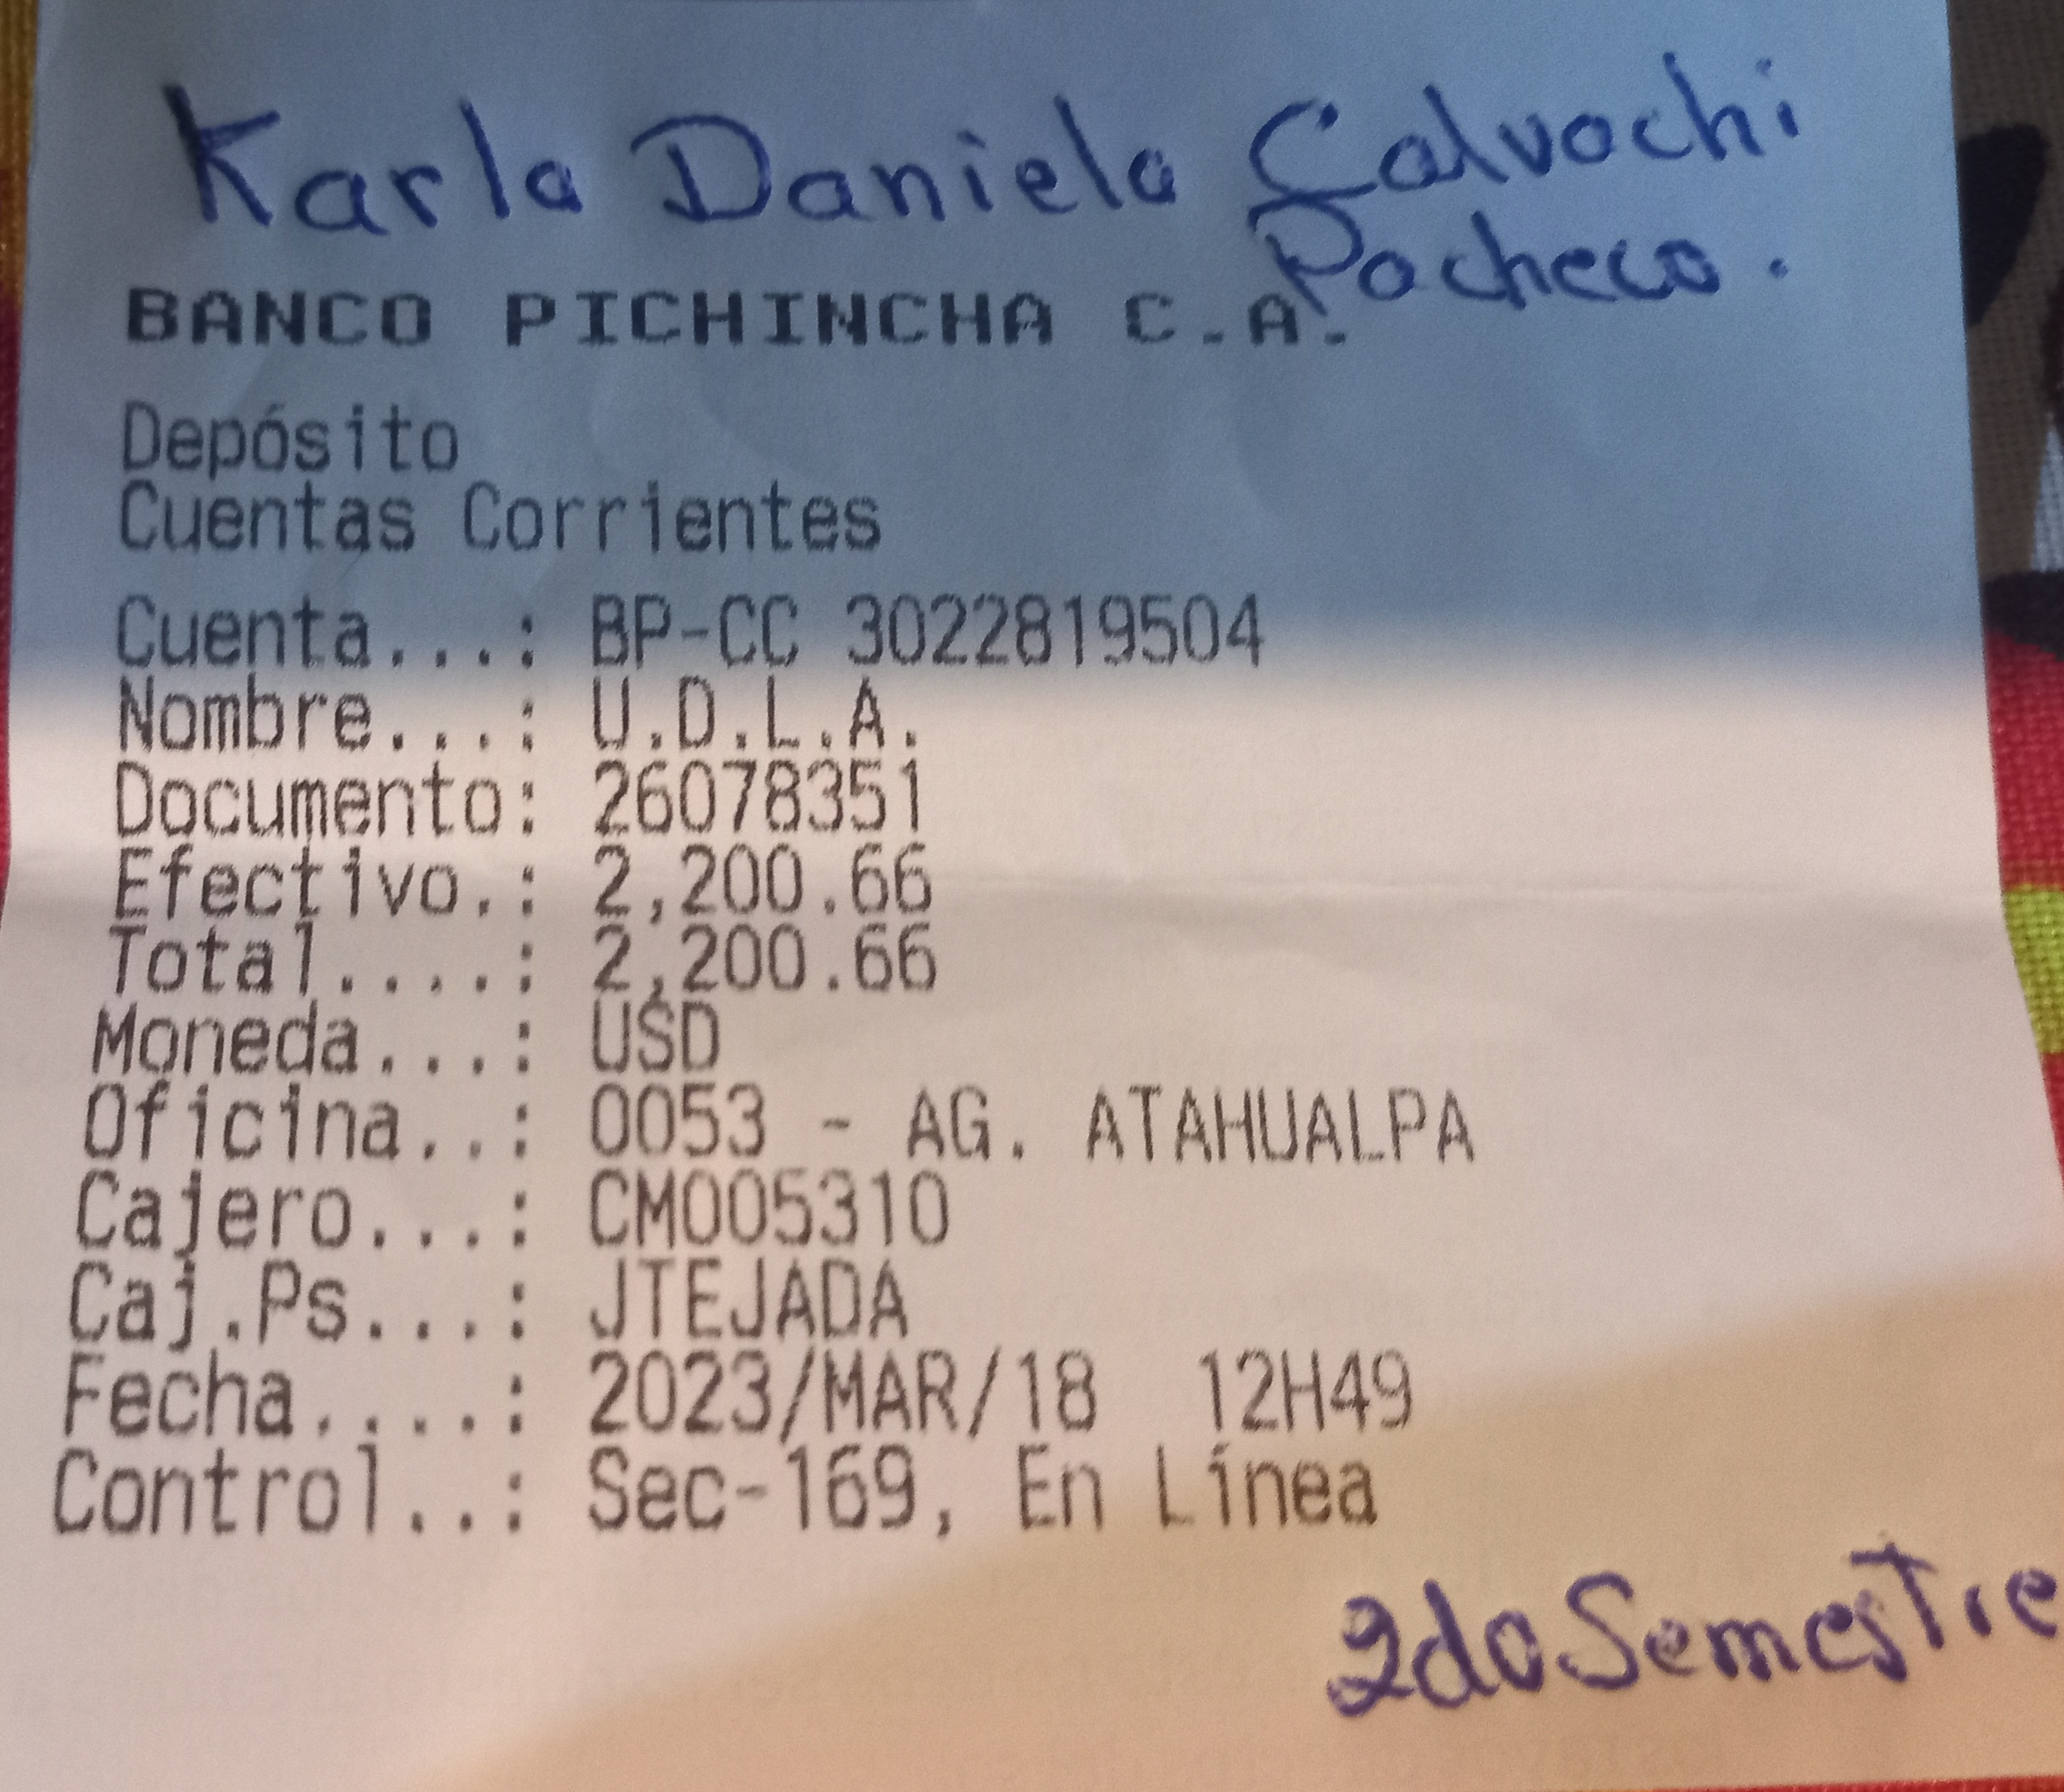 Karla Daniela Calvachi
Pacheco.
BANCO PICHINCHA C.A.
Depósito
Cuentas Corrientes
Cuenta...: BP-CC 3022819504
Nombre...: U.D.L.A.
Documento: 26078351
Efectivo.: 2,200.66
Total....: 2,200.66
Moneda...: USD
Oficina..: 0053 - AG. ATAHUALPA
Cajero...: CM005310
Caj.Ps...: JTEJADA
Fecha....: 2023/MAR/18 12H49
Control..: Sec-169, En Línea
2do Semestre